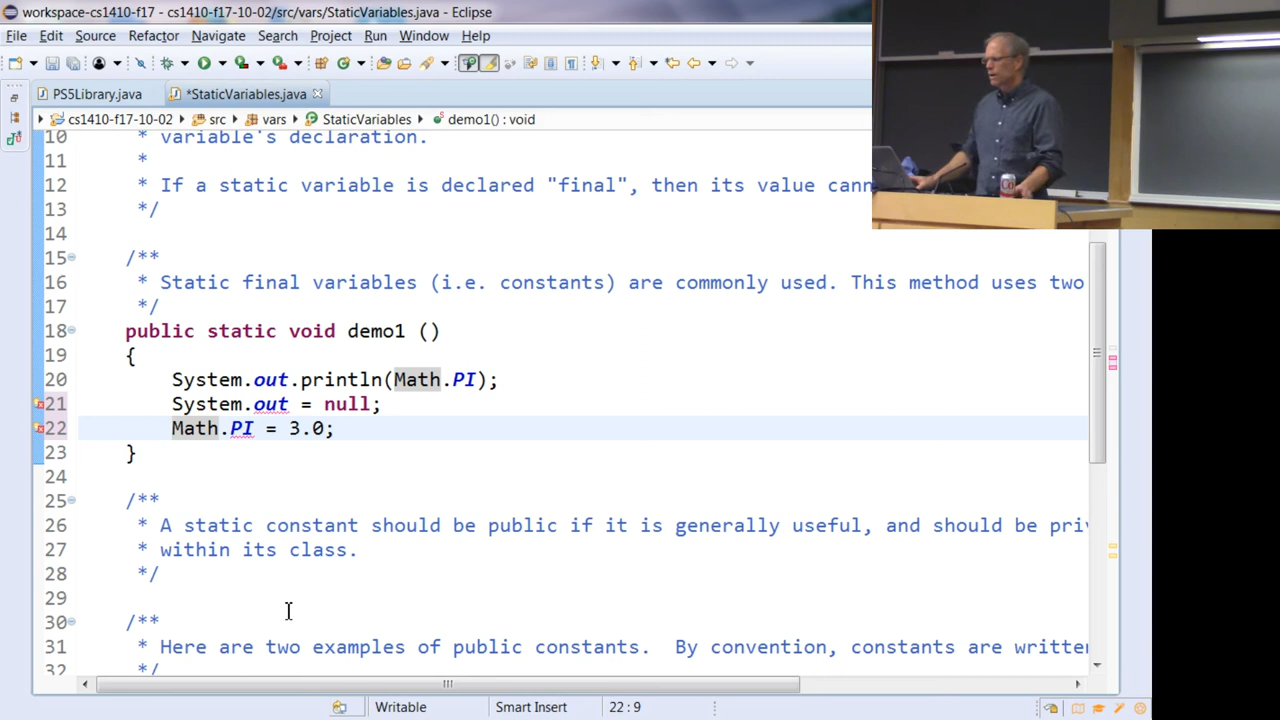 workspace-cs1410-f17 - cs1410-f17-10-02/src/vars/StaticVariables.java - Eclipse
File Edit Source Refactor Navigate Search Project Run Window Help
PS5Library.java *StaticVariables.java
cs1410-f17-10-02 src vars StaticVariables demo1() : void
10 * variable's declaration.
11 *
12 * If a static variable is declared "final", then its value cann
13 */
14
15 /**
16 * Static final variables (i.e. constants) are commonly used. This method uses two
17 */
18 public static void demo1 ()
19 {
20 System.out.println(Math.PI);
21 System.out = null;
22 Math.PI = 3.0;
23 }
24
25 /**
26 * A static constant should be public if it is generally useful, and should be priv
27 * within its class.
28 */
29
30 /**
31 * Here are two examples of public constants.  By convention, constants are written
32 */
Writable Smart Insert 22 : 9